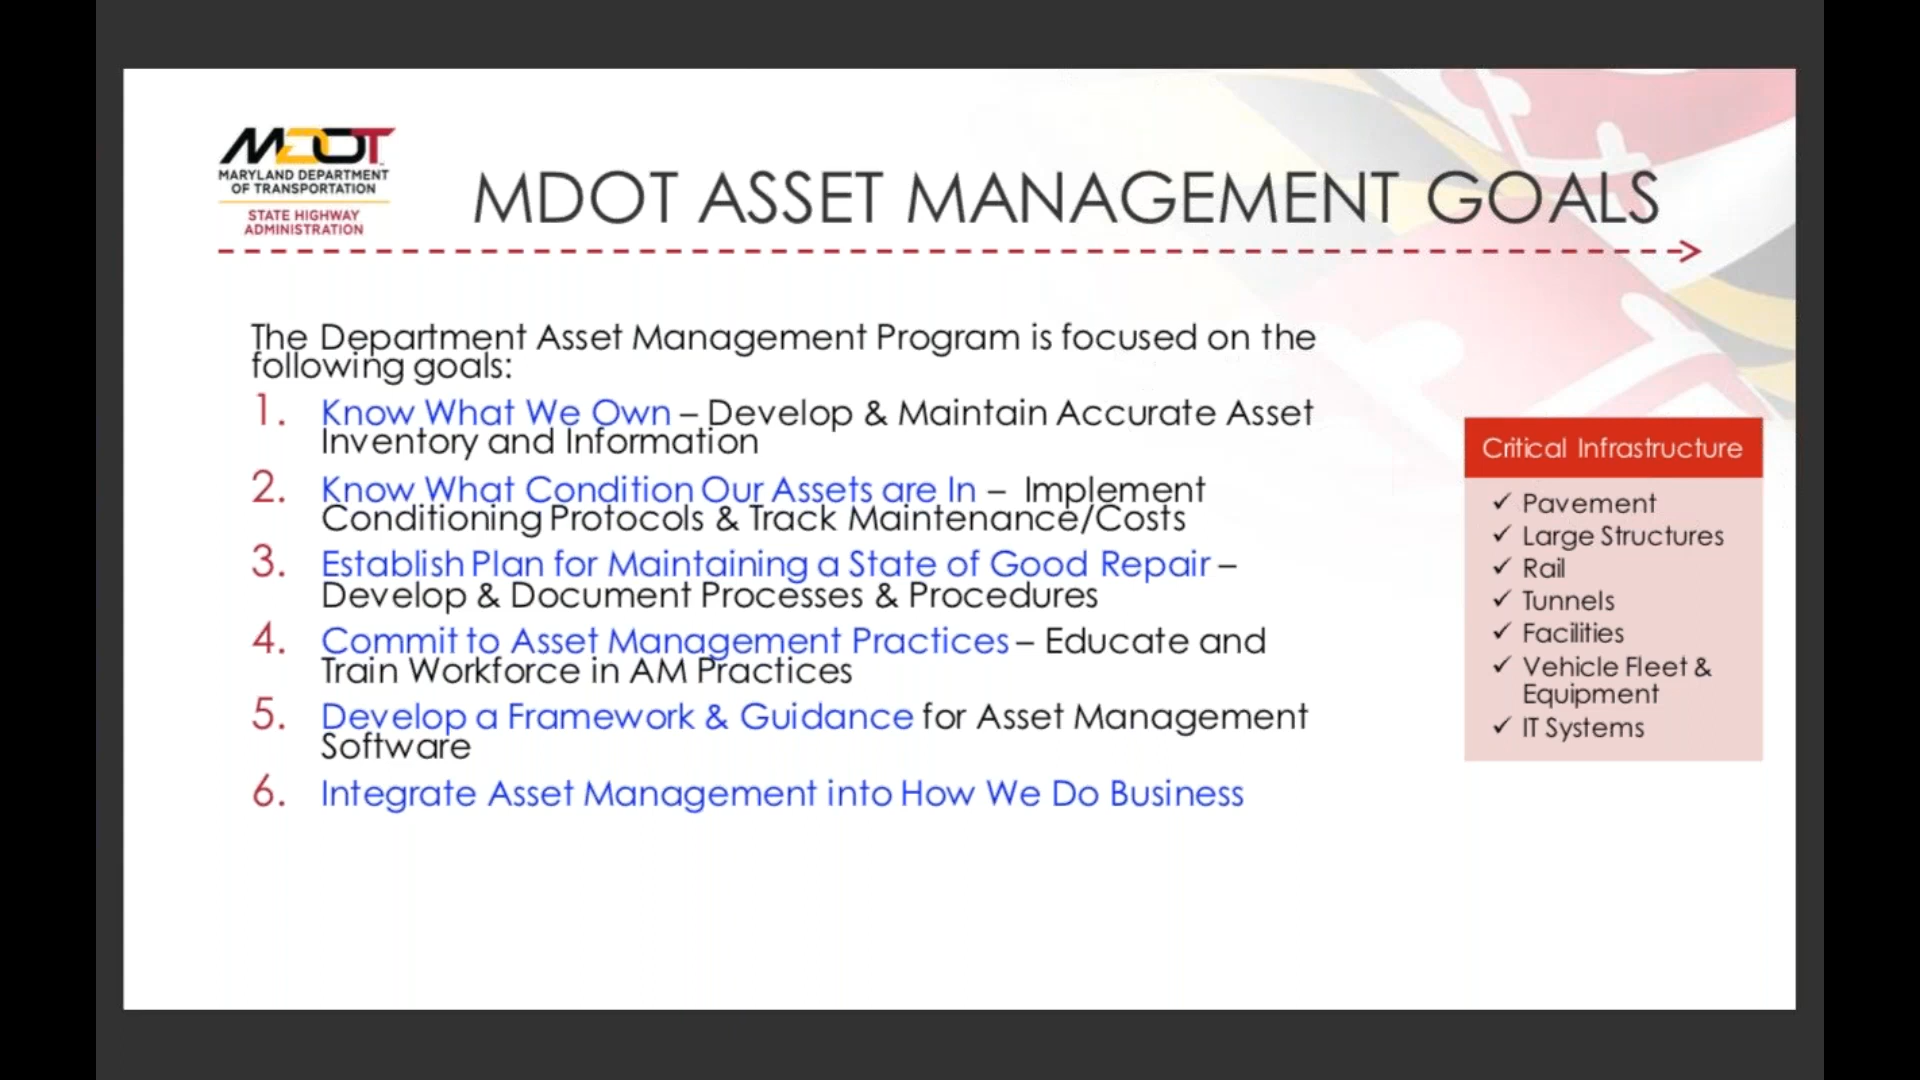 MDOT
MARYLAND DEPARTMENT
OF TRANSPORTATION
STATE HIGHWAY
ADMINISTRATION
MDOT ASSET MANAGEMENT GOALS
The Department Asset Management Program is focused on the
following goals:
1. Know What We Own – Develop & Maintain Accurate Asset
Inventory and Information
2. Know What Condition Our Assets are In – Implement
Conditioning Protocols & Track Maintenance/Costs
3. Establish Plan for Maintaining a State of Good Repair –
Develop & Document Processes & Procedures
4. Commit to Asset Management Practices – Educate and
Train Workforce in AM Practices
5. Develop a Framework & Guidance for Asset Management
Software
6. Integrate Asset Management into How We Do Business
Critical Infrastructure
✓ Pavement
✓ Large Structures
✓ Rail
✓ Tunnels
✓ Facilities
✓ Vehicle Fleet &
Equipment
✓ IT Systems